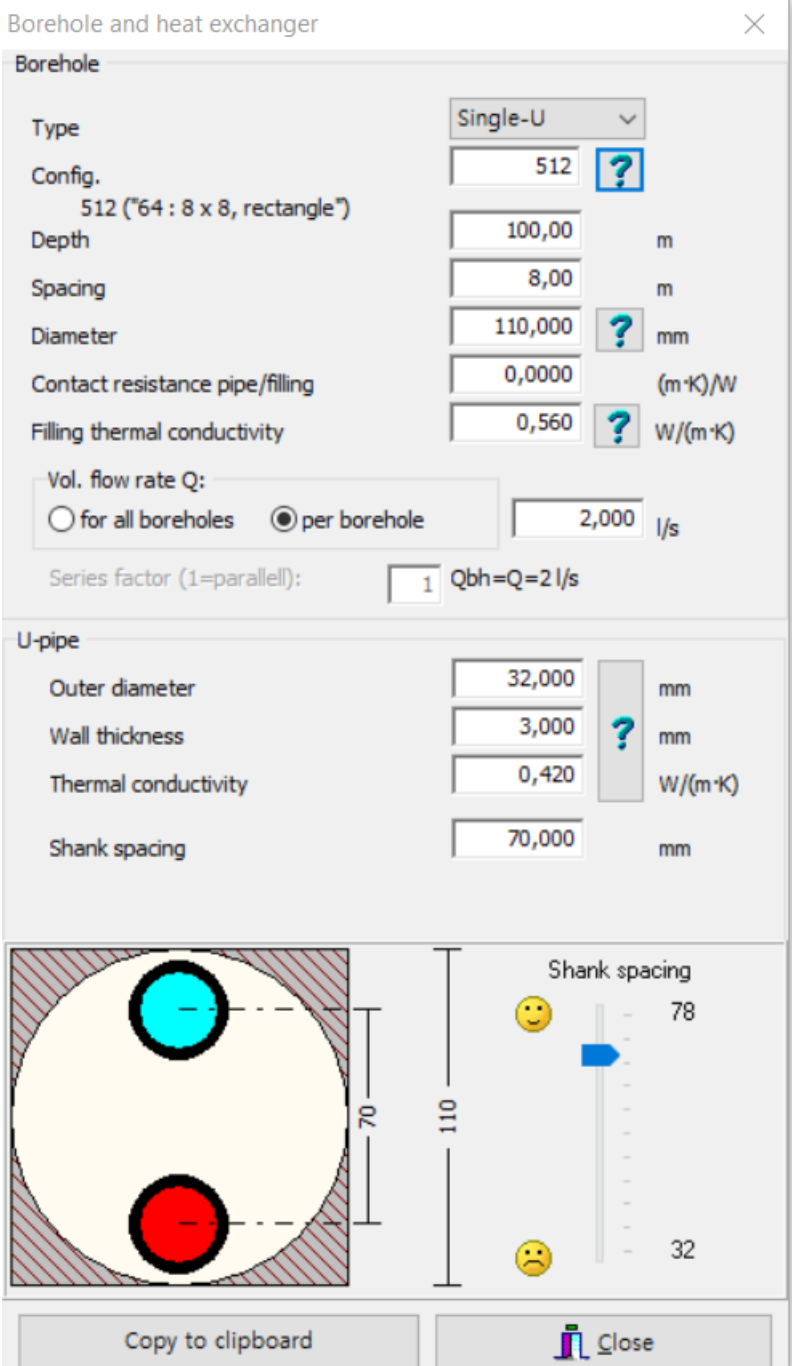 Borehole and heat exchanger
Borehole
Type Single-U
Config. 512 ?
512 ("64 : 8 x 8, rectangle")
Depth 100,00 m
Spacing 8,00 m
Diameter 110,000 ? mm
Contact resistance pipe/filling 0,0000 (m·K)/W
Filling thermal conductivity 0,560 ? W/(m·K)
Vol. flow rate Q:
for all boreholes per borehole 2,000 l/s
Series factor (1=parallell): 1 Qbh=Q=2 l/s
U-pipe
Outer diameter 32,000 mm
Wall thickness 3,000 ? mm
Thermal conductivity 0,420 W/(m·K)
Shank spacing 70,000 mm
Shank spacing
78
70
110
32
Copy to clipboard Close